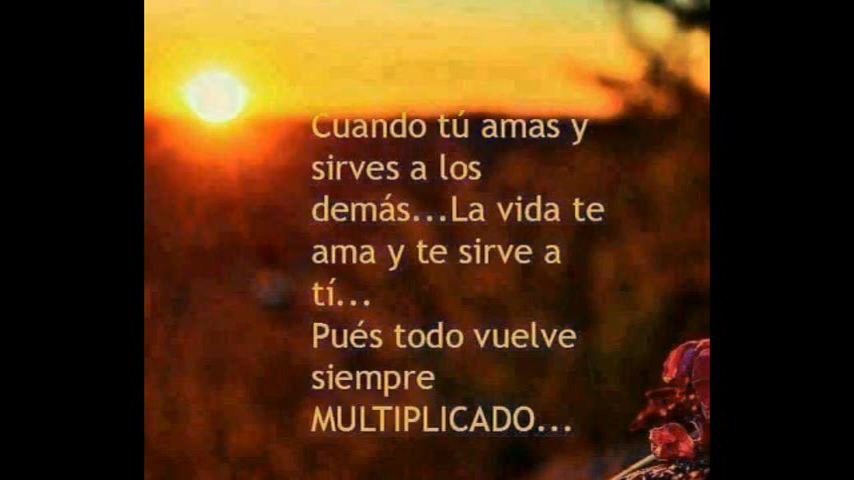 Cuando tú amas y
sirves a los
demás...La vida te
ama y te sirve a
tí...
Pués todo vuelve
siempre
MULTIPLICADO...